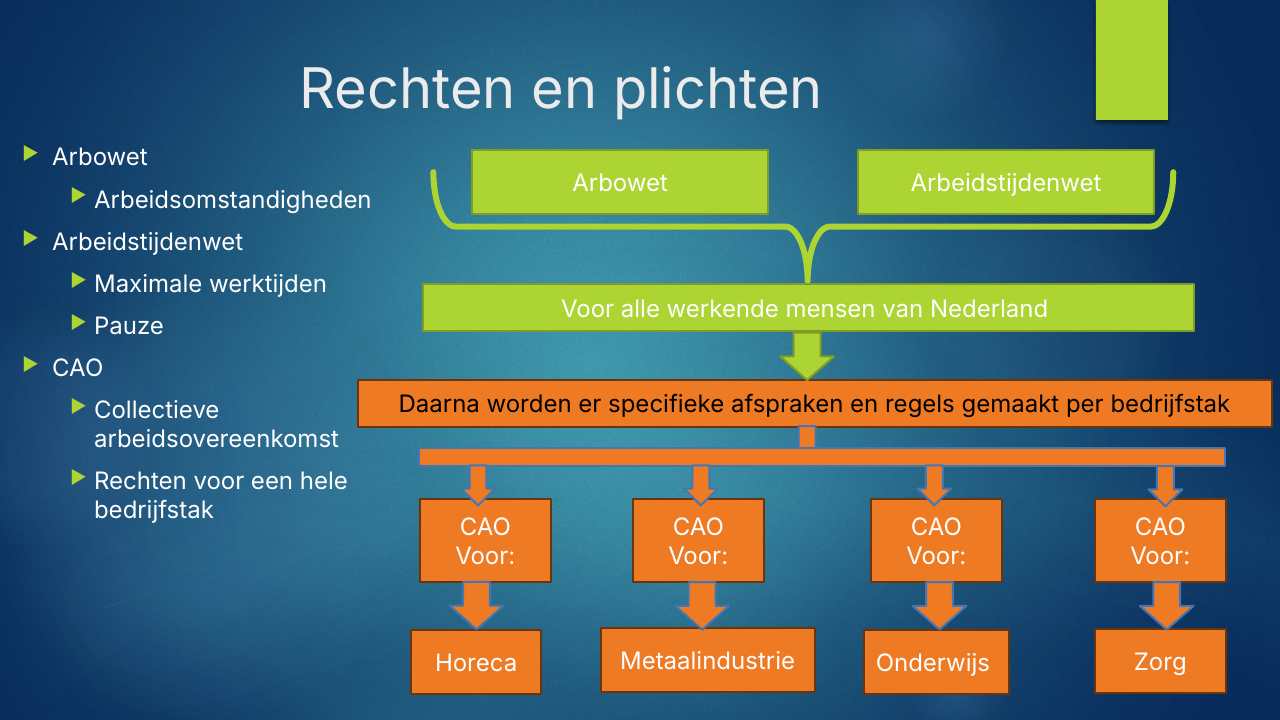 Rechten en plichten
Arbowet
Arbeidsomstandigheden
Arbeidstijdenwet
Maximale werktijden
Pauze
CAO
Collectieve
arbeidsovereenkomst
Rechten voor een hele
bedrijfstak
Arbowet
Arbeidstijdenwet
Voor alle werkende mensen van Nederland
Daarna worden er specifieke afspraken en regels gemaakt per bedrijfstak
CAO
Voor:
CAO
Voor:
CAO
Voor:
CAO
Voor:
Horeca
Metaalindustrie
Onderwijs
Zorg